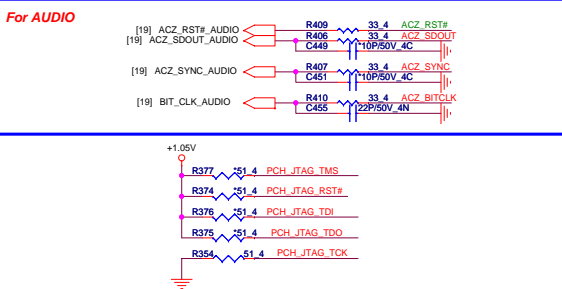 For AUDIO
[19] ACZ_RST#_AUDIO R409 33_4 ACZ_RST#
[19] ACZ_SDOUT_AUDIO R406 33_4 ACZ_SDOUT
C449 *10P/50V_4C
[19] ACZ_SYNC_AUDIO R407 33_4 ACZ_SYNC
C451 *10P/50V_4C
[19] BIT_CLK_AUDIO R410 33_4 ACZ_BITCLK
C455 22P/50V_4N
+1.05V
R377 *51_4 PCH_JTAG_TMS
R374 *51_4 PCH_JTAG_RST#
R376 *51_4 PCH_JTAG_TDI
R375 *51_4 PCH_JTAG_TDO
R354 51_4 PCH_JTAG_TCK